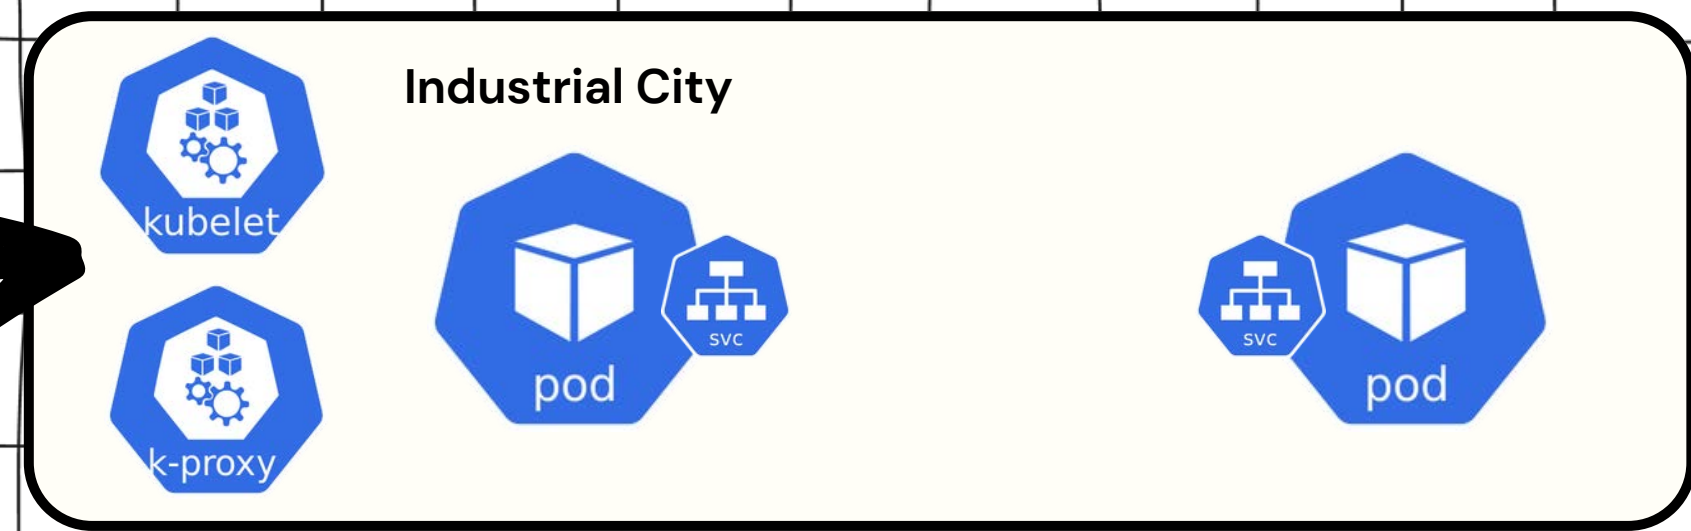 Industrial City
kubelet
k-proxy
pod
svc
svc
pod